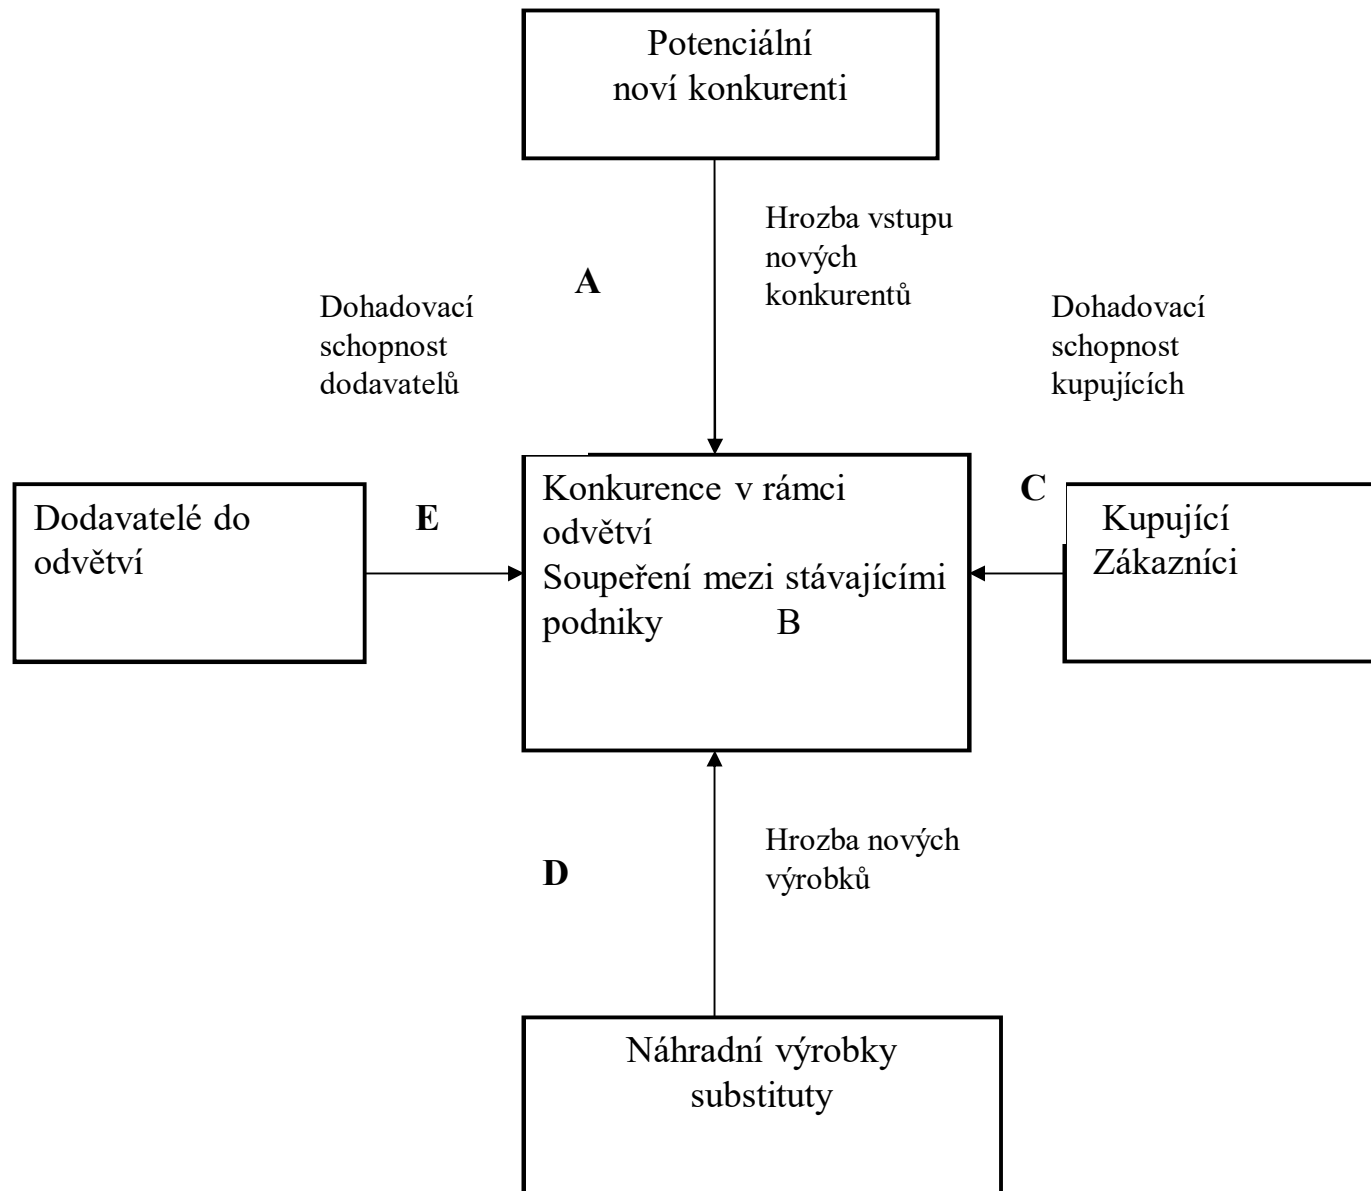 Potenciální
noví konkurenti
Hrozba vstupu
nových
konkurentů
A
Dohadovací
schopnost
dodavatelů
Dohadovací
schopnost
kupujících
Dodavatelé do
odvětví
E
Konkurence v rámci
odvětví
Soupeření mezi stávajícími
podniky B
C
Kupující
Zákazníci
D
Hrozba nových
výrobků
Náhradní výrobky
substituty